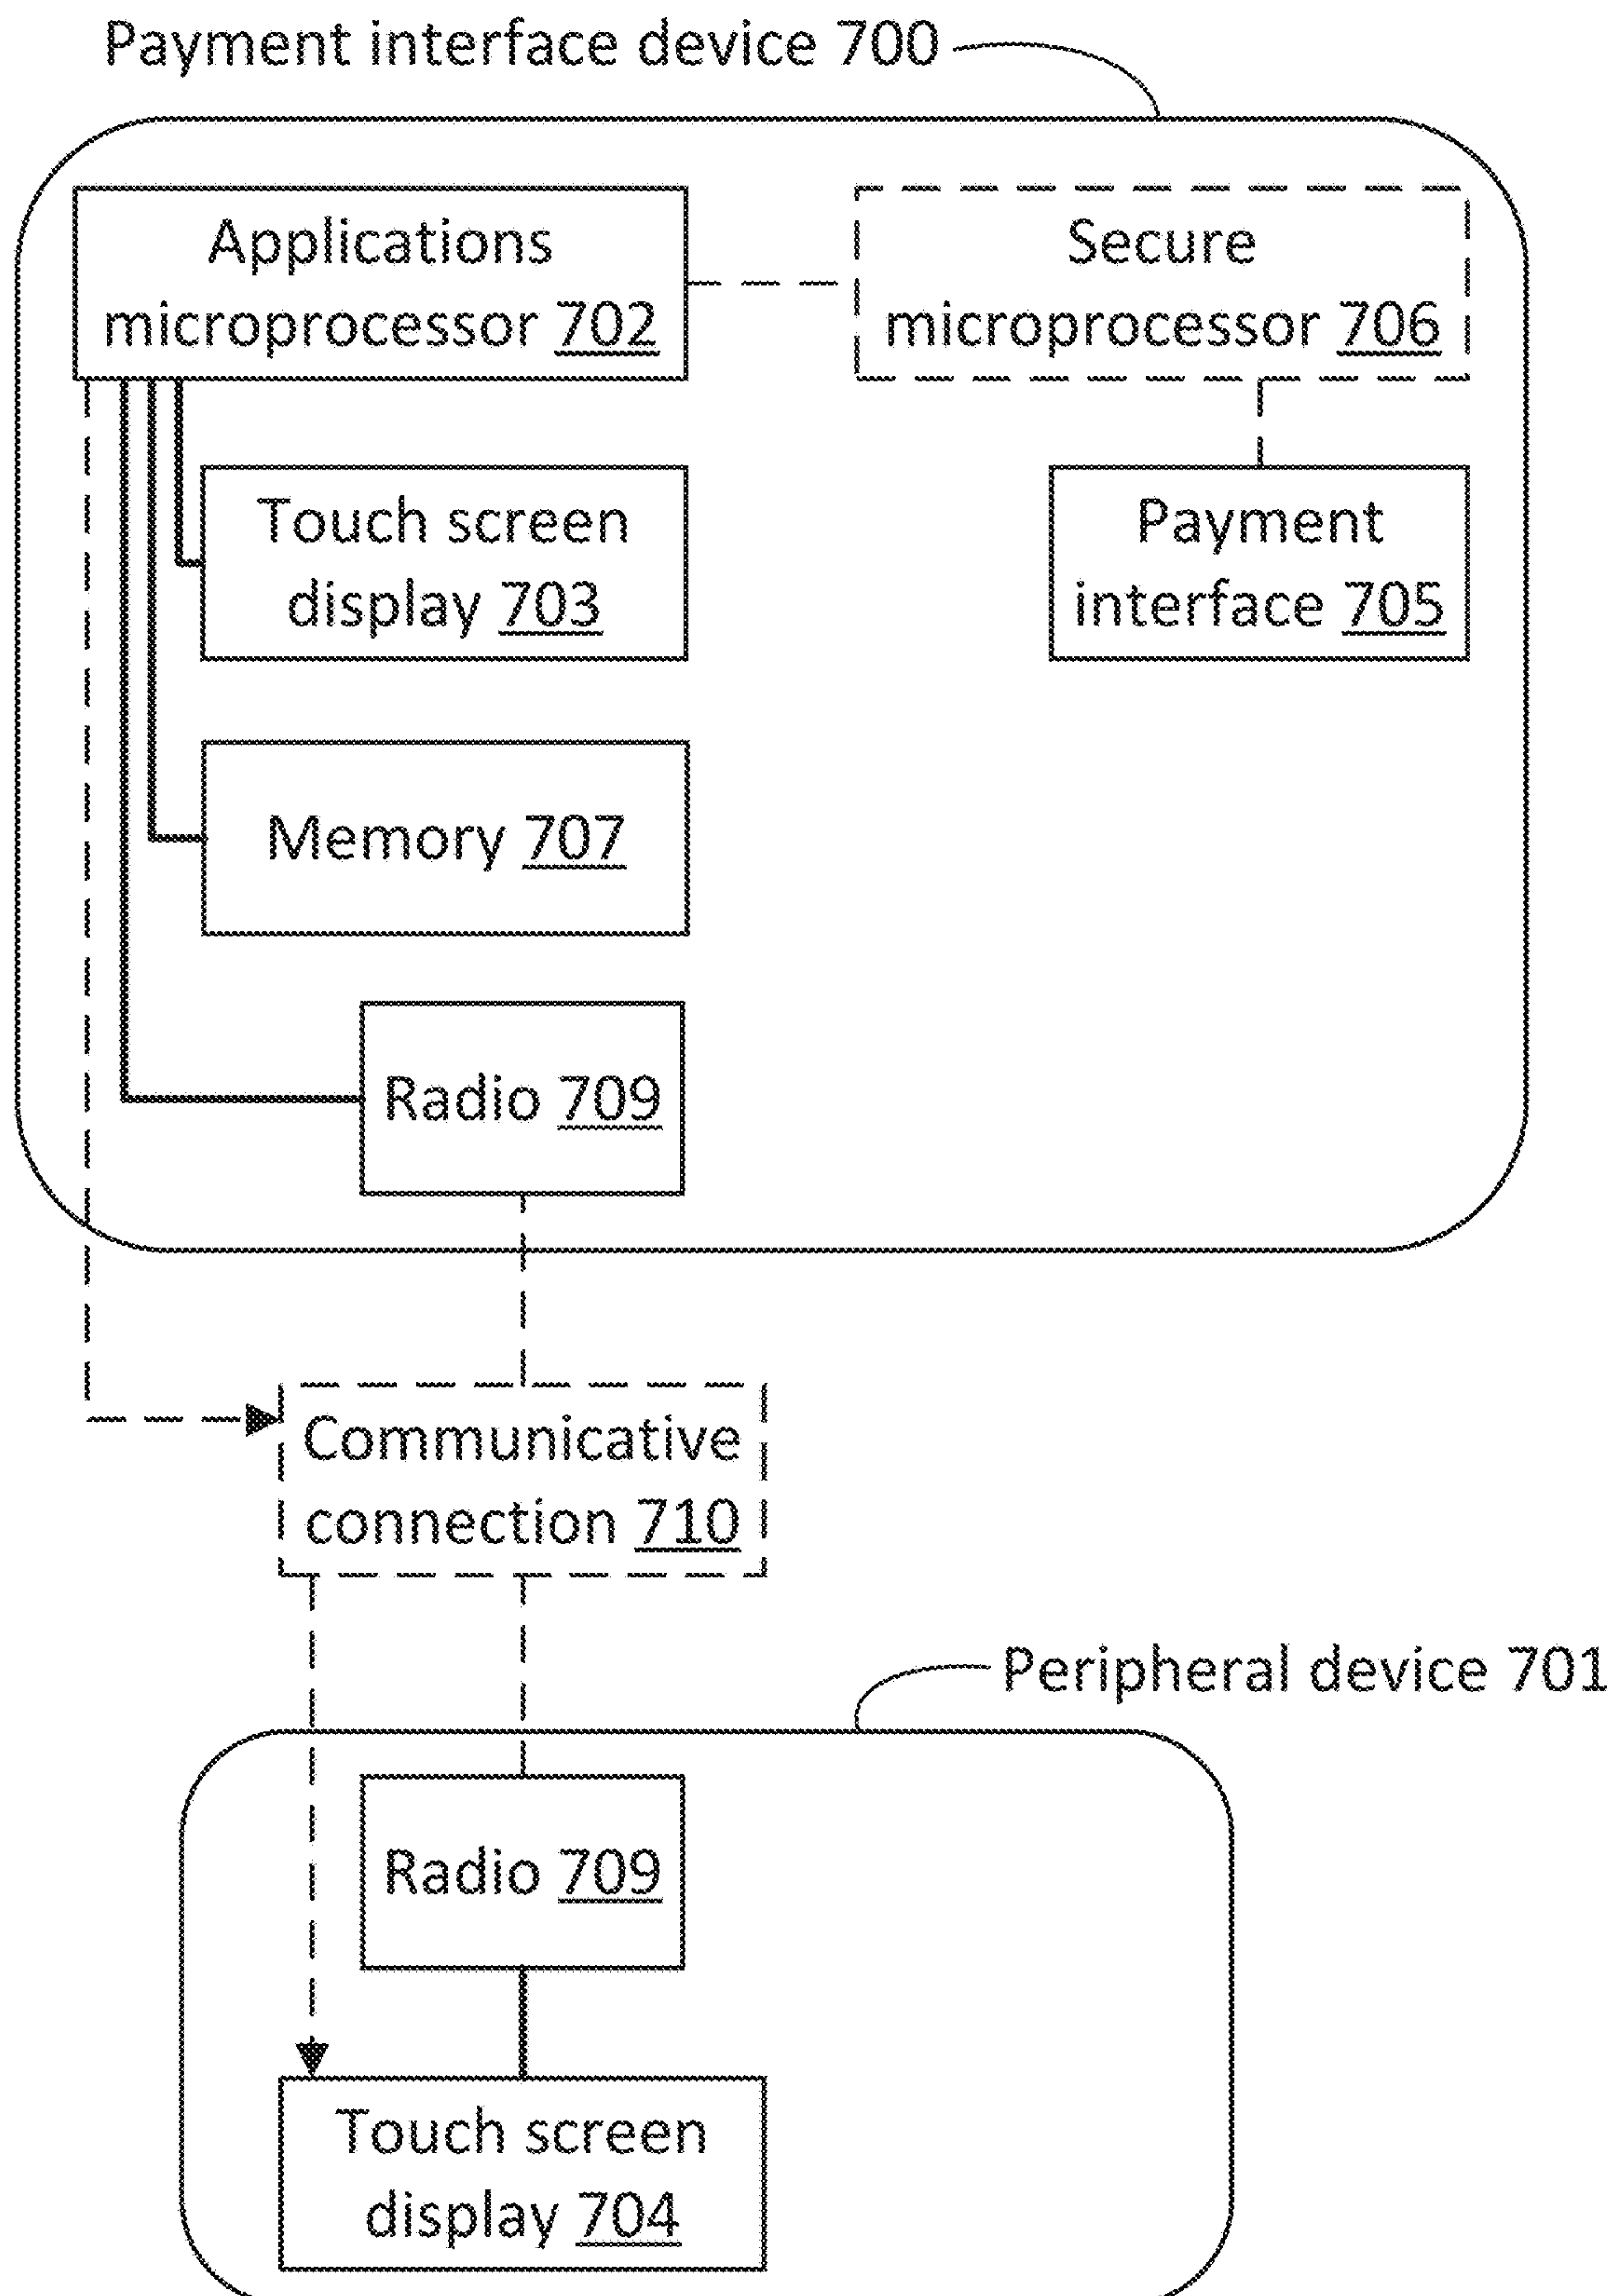 Payment interface device 700
Applications
microprocessor 702
Secure
microprocessor 706
Touch screen
display 703
Payment
interface 705
Memory 707
Radio 709
Communicative
connection 710
Peripheral device 701
Radio 709
Touch screen
display 704